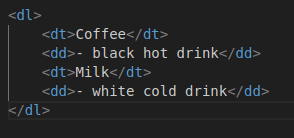 <dl>
    <dt>Coffee</dt>
    <dd>- black hot drink</dd>
    <dt>Milk</dt>
    <dd>- white cold drink</dd>
</dl>